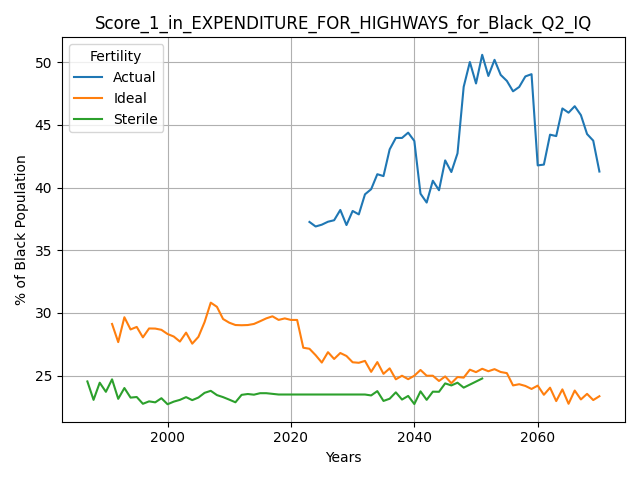 Score_1_in_EXPENDITURE_FOR_HIGHWAYS_for_Black_Q2_IQ
Fertility
Actual
Ideal
Sterile
% of Black Population
50
45
40
35
30
25
2000
2020
2040
2060
Years